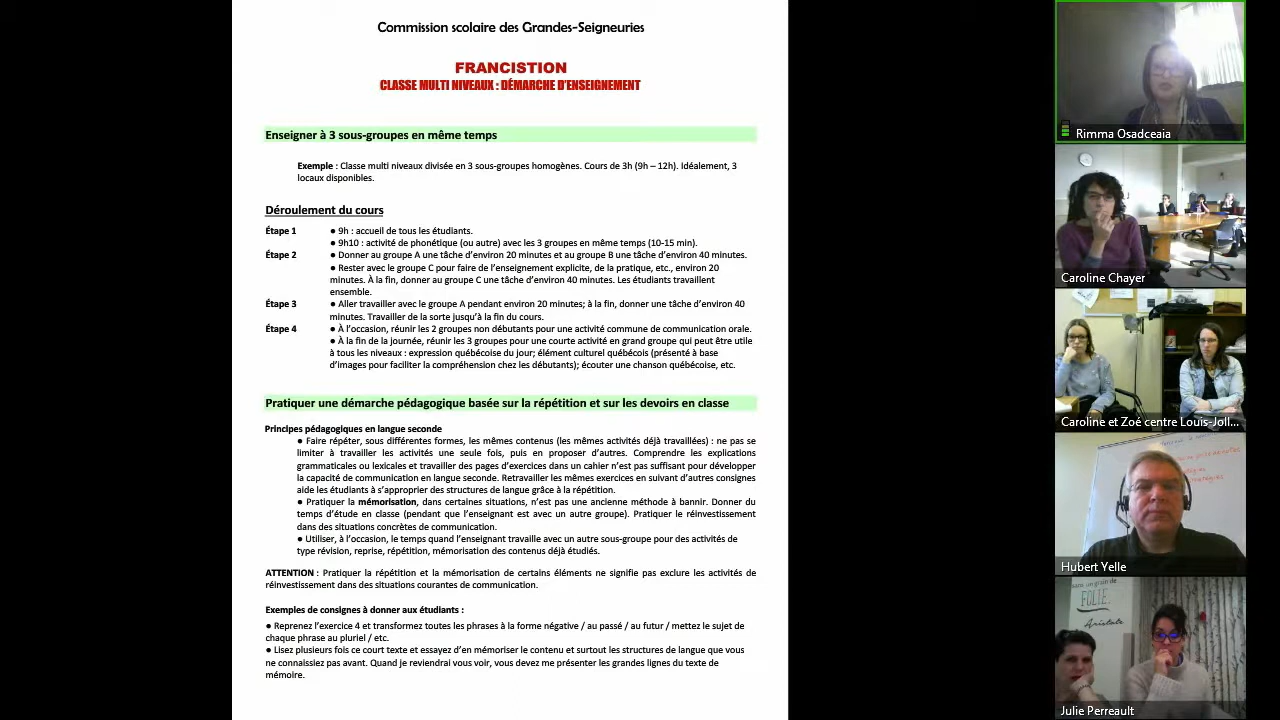 Commission scolaire des Grandes-Seigneuries
FRANCISTION
CLASSE MULTI NIVEAUX : DÉMARCHE D'ENSEIGNEMENT
Enseigner à 3 sous-groupes en même temps
Exemple : Classe multi niveaux divisée en 3 sous-groupes homogènes. Cours de 3h (9h – 12h). Idéalement, 3
locaux disponibles.
Déroulement du cours
Étape 1 ● 9h : accueil de tous les étudiants.
● 9h10 : activité de phonétique (ou autre) avec les 3 groupes en même temps (10-15 min).
Étape 2 ● Donner au groupe A une tâche d'environ 20 minutes et au groupe B une tâche d'environ 40 minutes.
● Rester avec le groupe C pour faire de l'enseignement explicite, de la pratique, etc., environ 20
minutes. À la fin, donner au groupe C une tâche d'environ 40 minutes. Les étudiants travaillent
ensemble.
Étape 3 ● Aller travailler avec le groupe A pendant environ 20 minutes; à la fin, donner une tâche d'environ 40
minutes. Travailler de la sorte jusqu'à la fin du cours.
Étape 4 ● À l'occasion, réunir les 2 groupes non débutants pour une activité commune de communication orale.
● À la fin de la journée, réunir les 3 groupes pour une courte activité en grand groupe qui peut être utile
à tous les niveaux : expression québécoise du jour; élément culturel québécois (présenté à base
d'images pour faciliter la compréhension chez les débutants); écouter une chanson québécoise, etc.
Pratiquer une démarche pédagogique basée sur la répétition et sur les devoirs en classe
Principes pédagogiques en langue seconde
● Faire répéter, sous différentes formes, les mêmes contenus (les mêmes activités déjà travaillées) : ne pas se
limiter à travailler les activités une seule fois, puis en proposer d'autres. Comprendre les explications
grammaticales ou lexicales et travailler des pages d'exercices dans un cahier n'est pas suffisant pour développer
la capacité de communication en langue seconde. Retravailler les mêmes exercices en suivant d'autres consignes
aide les étudiants à s'approprier des structures de langue grâce à la répétition.
● Pratiquer la mémorisation, dans certaines situations, n'est pas une ancienne méthode à bannir. Donner du
temps d'étude en classe (pendant que l'enseignant est avec un autre groupe). Pratiquer le réinvestissement
dans des situations concrètes de communication.
● Utiliser, à l'occasion, le temps quand l'enseignant travaille avec un autre sous-groupe pour des activités de
type révision, reprise, répétition, mémorisation des contenus déjà étudiés.
ATTENTION : Pratiquer la répétition et la mémorisation de certains éléments ne signifie pas exclure les activités de
réinvestissement dans des situations courantes de communication.
Exemples de consignes à donner aux étudiants :
● Reprenez l'exercice 4 et transformez toutes les phrases à la forme négative / au passé / au futur / mettez le sujet de
chaque phrase au pluriel / etc.
● Lisez plusieurs fois ce court texte et essayez d'en mémoriser le contenu et surtout les structures de langue que vous
ne connaissiez pas avant. Quand je reviendrai vous voir, vous devez me présenter les grandes lignes du texte de
mémoire.
Rimma Osadceaia
Caroline Chayer
Caroline et Zoé centre Louis-Joll...
Hubert Yelle
sans un grain de
FOLIE.
Aristote
Julie Perreault